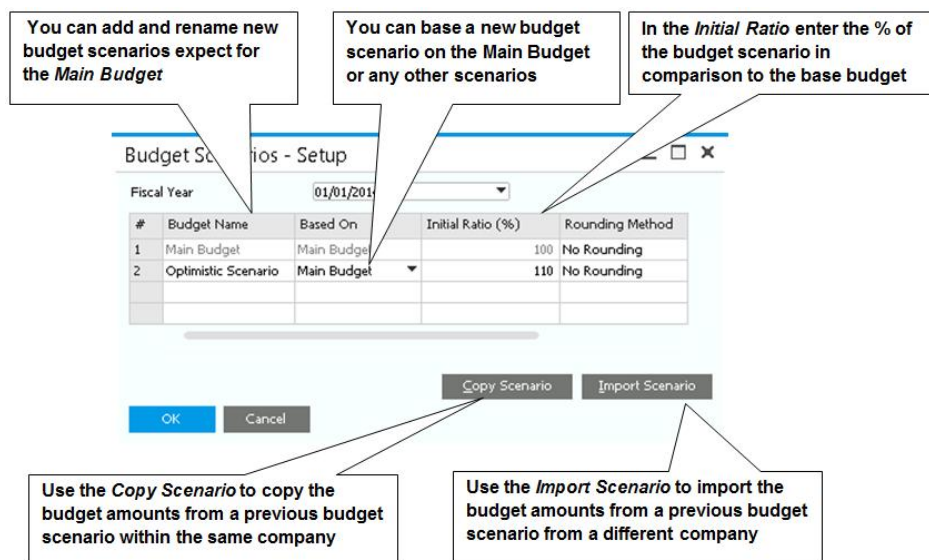 You can add and rename new
budget scenarios expect for
the Main Budget
You can base a new budget
scenario on the Main Budget
or any other scenarios
In the Initial Ratio enter the % of
the budget scenario in
comparison to the base budget
Budget Sc rios - Setup
Fiscal Year 01/01/201
# Budget Name Based On Initial Ratio (%) Rounding Method
1 Main Budget Main Budget 100 No Rounding
2 Optimistic Scenario Main Budget 110 No Rounding
Copy Scenario Import Scenario
OK Cancel
Use the Copy Scenario to copy the
budget amounts from a previous budget
scenario within the same company
Use the Import Scenario to import the
budget amounts from a previous budget
scenario from a different company